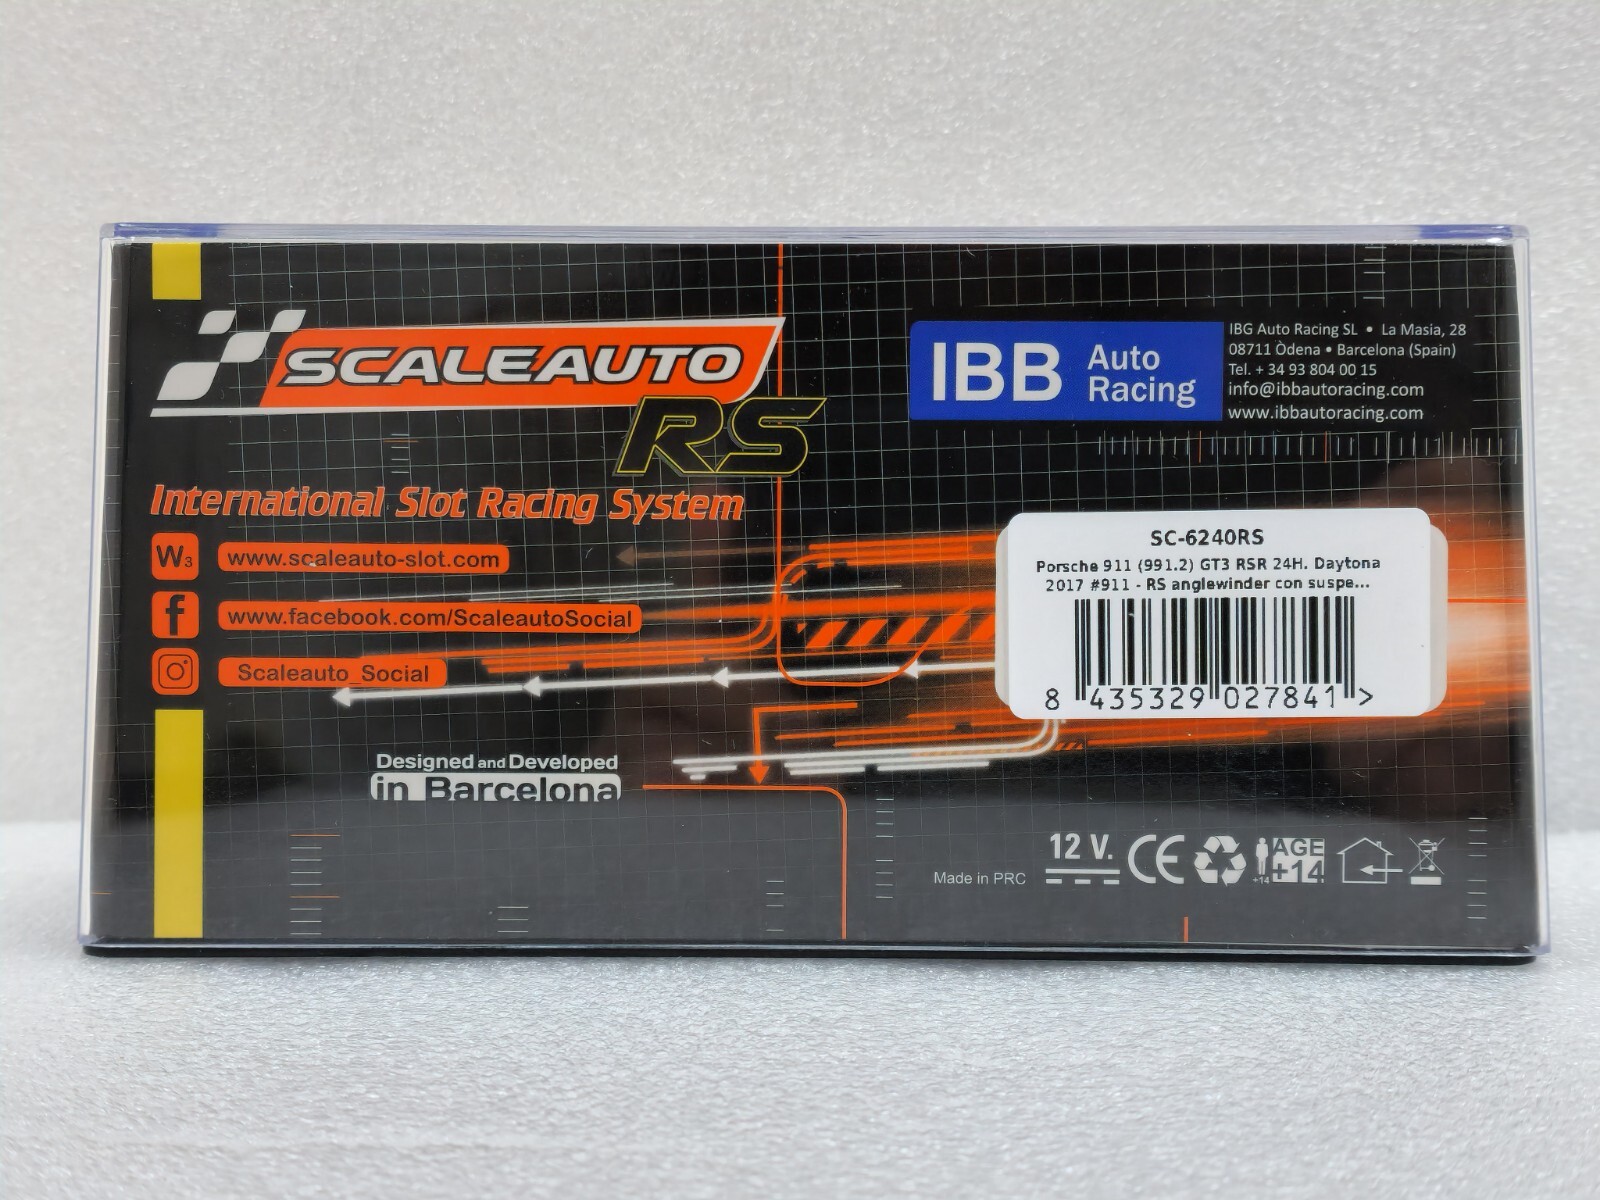 SCALEAUTO
RS
International Slot Racing System
W3 www.scaleauto-slot.com
f www.facebook.com/ScaleautoSocial
Scaleauto_Social
Designed and Developed
in Barcelona
IBB Auto
Racing
IBG Auto Racing SL • La Masia, 28
08711 Òdena • Barcelona (Spain)
Tel. + 34 93 804 00 15
info@ibbautoracing.com
www.ibbautoracing.com
SC-6240RS
Porsche 911 (991.2) GT3 RSR 24H. Daytona
2017 #911 - RS anglewinder con suspe...
8 435329 027841 >
Made in PRC
12 V.
CE
+14
AGE
+14